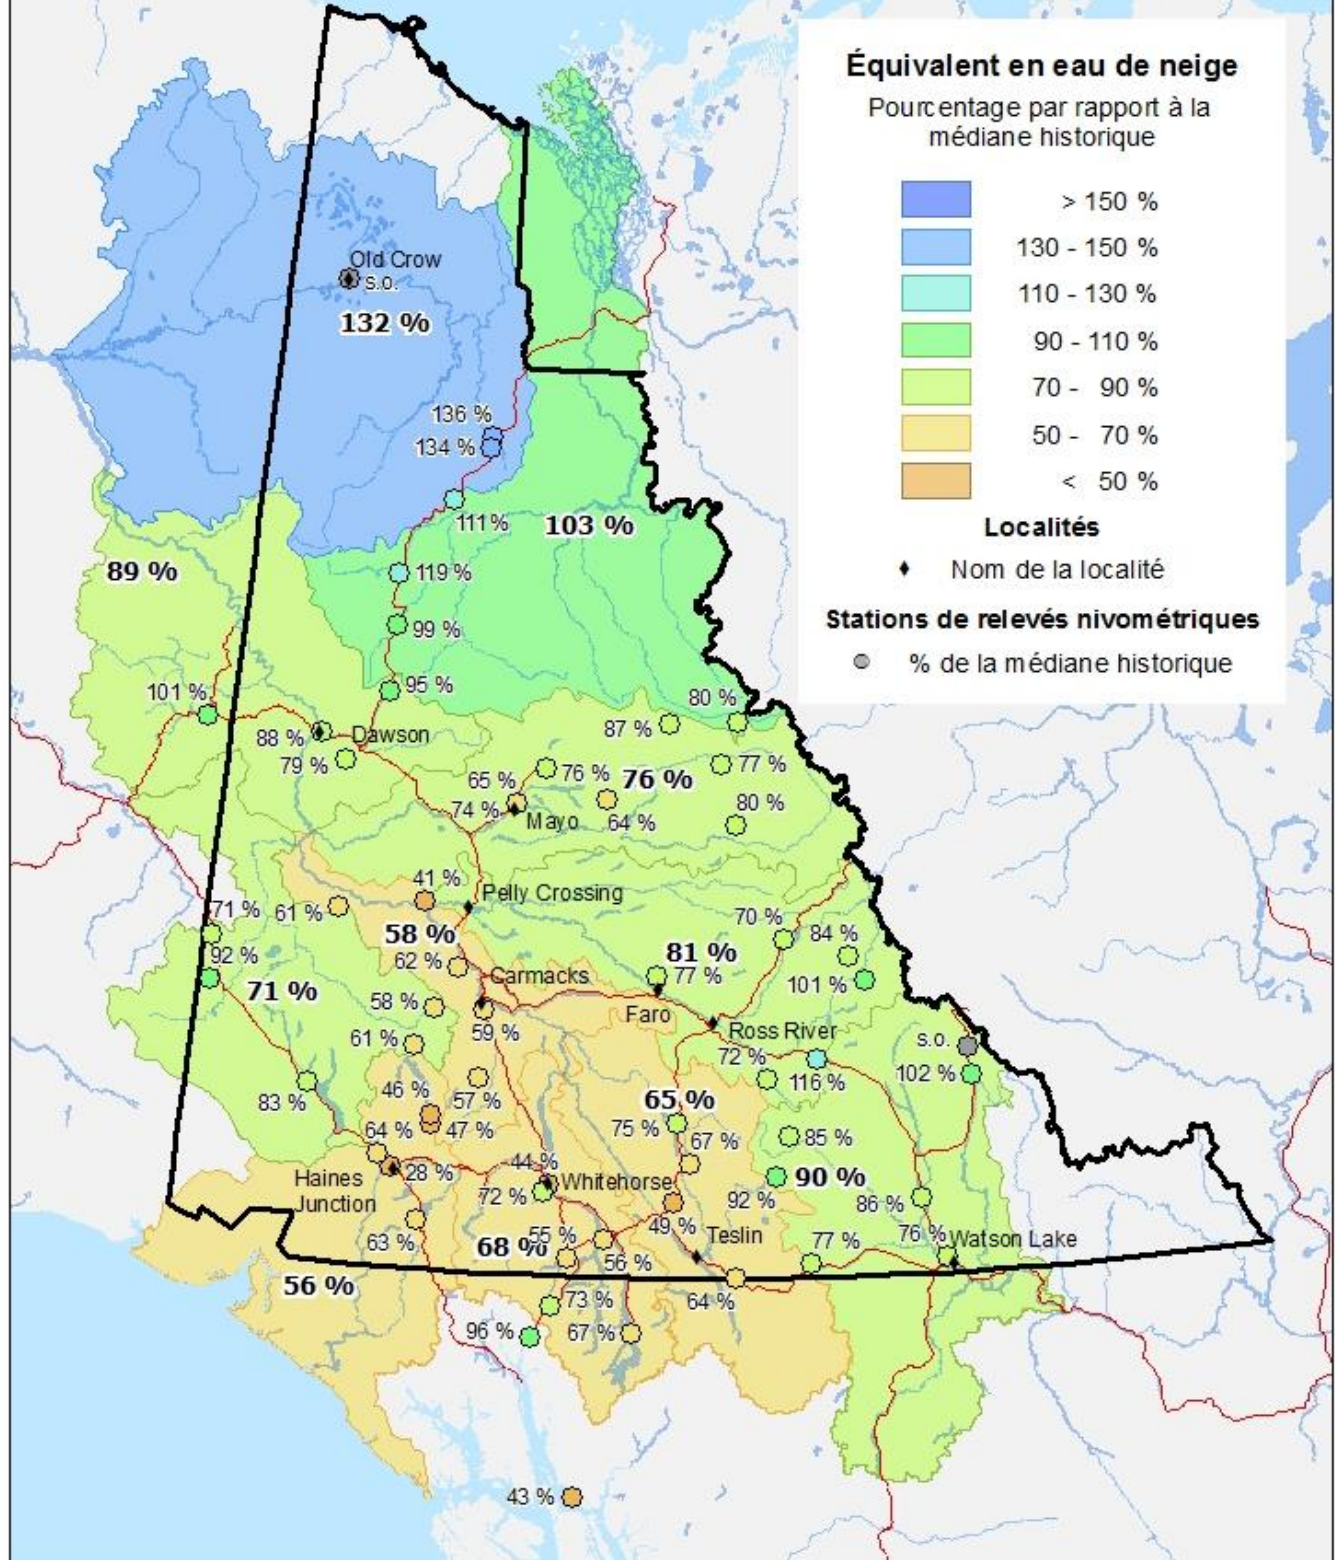 Équivalent en eau de neige
Pourcentage par rapport à la
médiane historique
> 150 %
130 - 150 %
110 - 130 %
90 - 110 %
70 - 90 %
50 - 70 %
< 50 %
Localités
Nom de la localité
Stations de relevés nivométriques
% de la médiane historique
Old Crow
s.o.
132 %
136 %
134 %
111 %
103 %
89 %
119 %
99 %
95 %
101 %
80 %
87 %
88 %
Dawson
79 %
65 %
76 %
76 %
77 %
74 %
Mayo
64 %
80 %
41 %
Pelly Crossing
71 %
61 %
58 %
70 %
84 %
92 %
62 %
81 %
77 %
101 %
71 %
Carmacks
58 %
59 %
Faro
Ross River
s.o.
61 %
72 %
116 %
102 %
83 %
46 %
57 %
65 %
64 %
47 %
75 %
67 %
85 %
Haines
Junction
28 %
44 %
72 %
Whitehorse
92 %
90 %
86 %
63 %
68 %
55 %
56 %
49 %
Teslin
77 %
76 %
Watson Lake
56 %
73 %
64 %
96 %
67 %
43 %